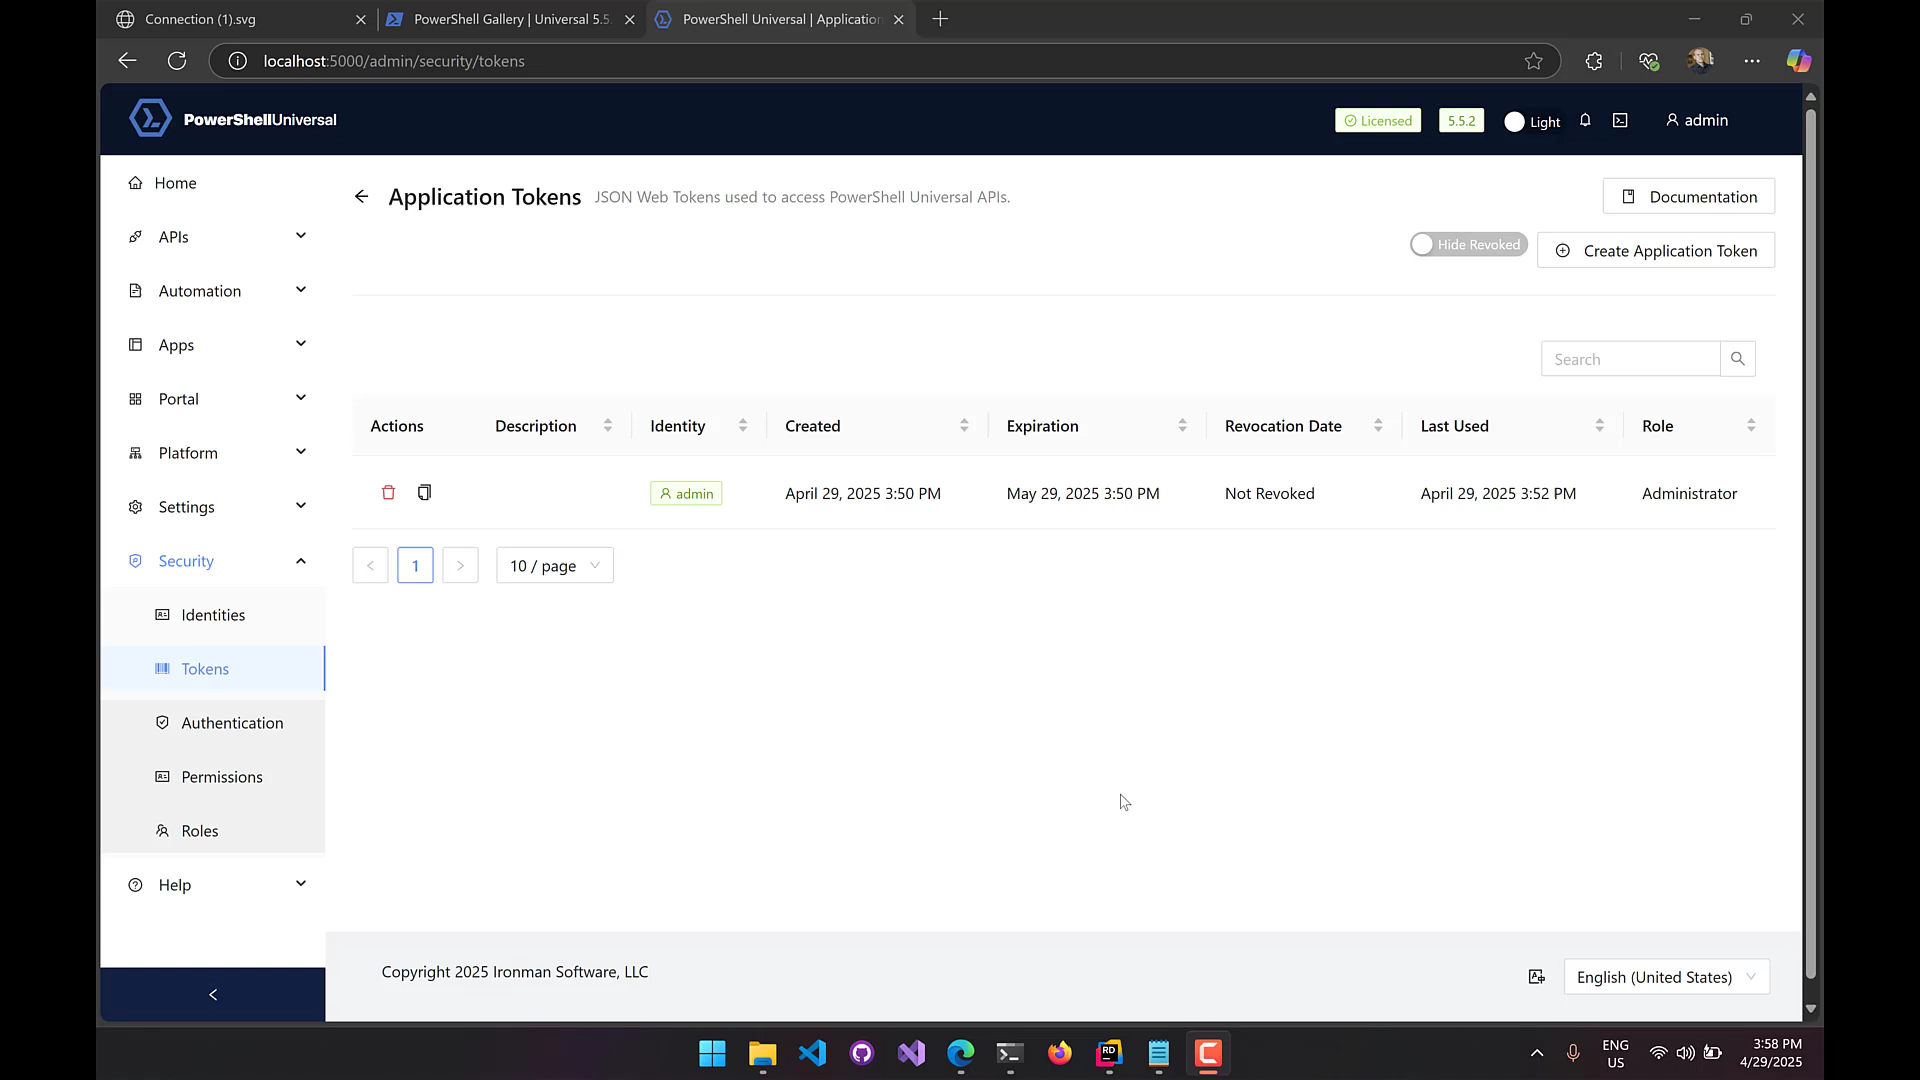 Connection (1).svg
PowerShell Gallery | Universal 5.5.
PowerShell Universal | Application
localhost:5000/admin/security/tokens
PowerShellUniversal
Licensed
5.5.2
Light
admin
Home
APIs
Automation
Apps
Portal
Platform
Settings
Security
Identities
Tokens
Authentication
Permissions
Roles
Help
Application Tokens
JSON Web Tokens used to access PowerShell Universal APIs.
Documentation
Hide Revoked
Create Application Token
Search
Actions Description Identity Created Expiration Revocation Date Last Used Role
admin April 29, 2025 3:50 PM May 29, 2025 3:50 PM Not Revoked April 29, 2025 3:52 PM Administrator
< 1 > 10 / page
Copyright 2025 Ironman Software, LLC
English (United States)
RD
ENG
US
3:58 PM
4/29/2025